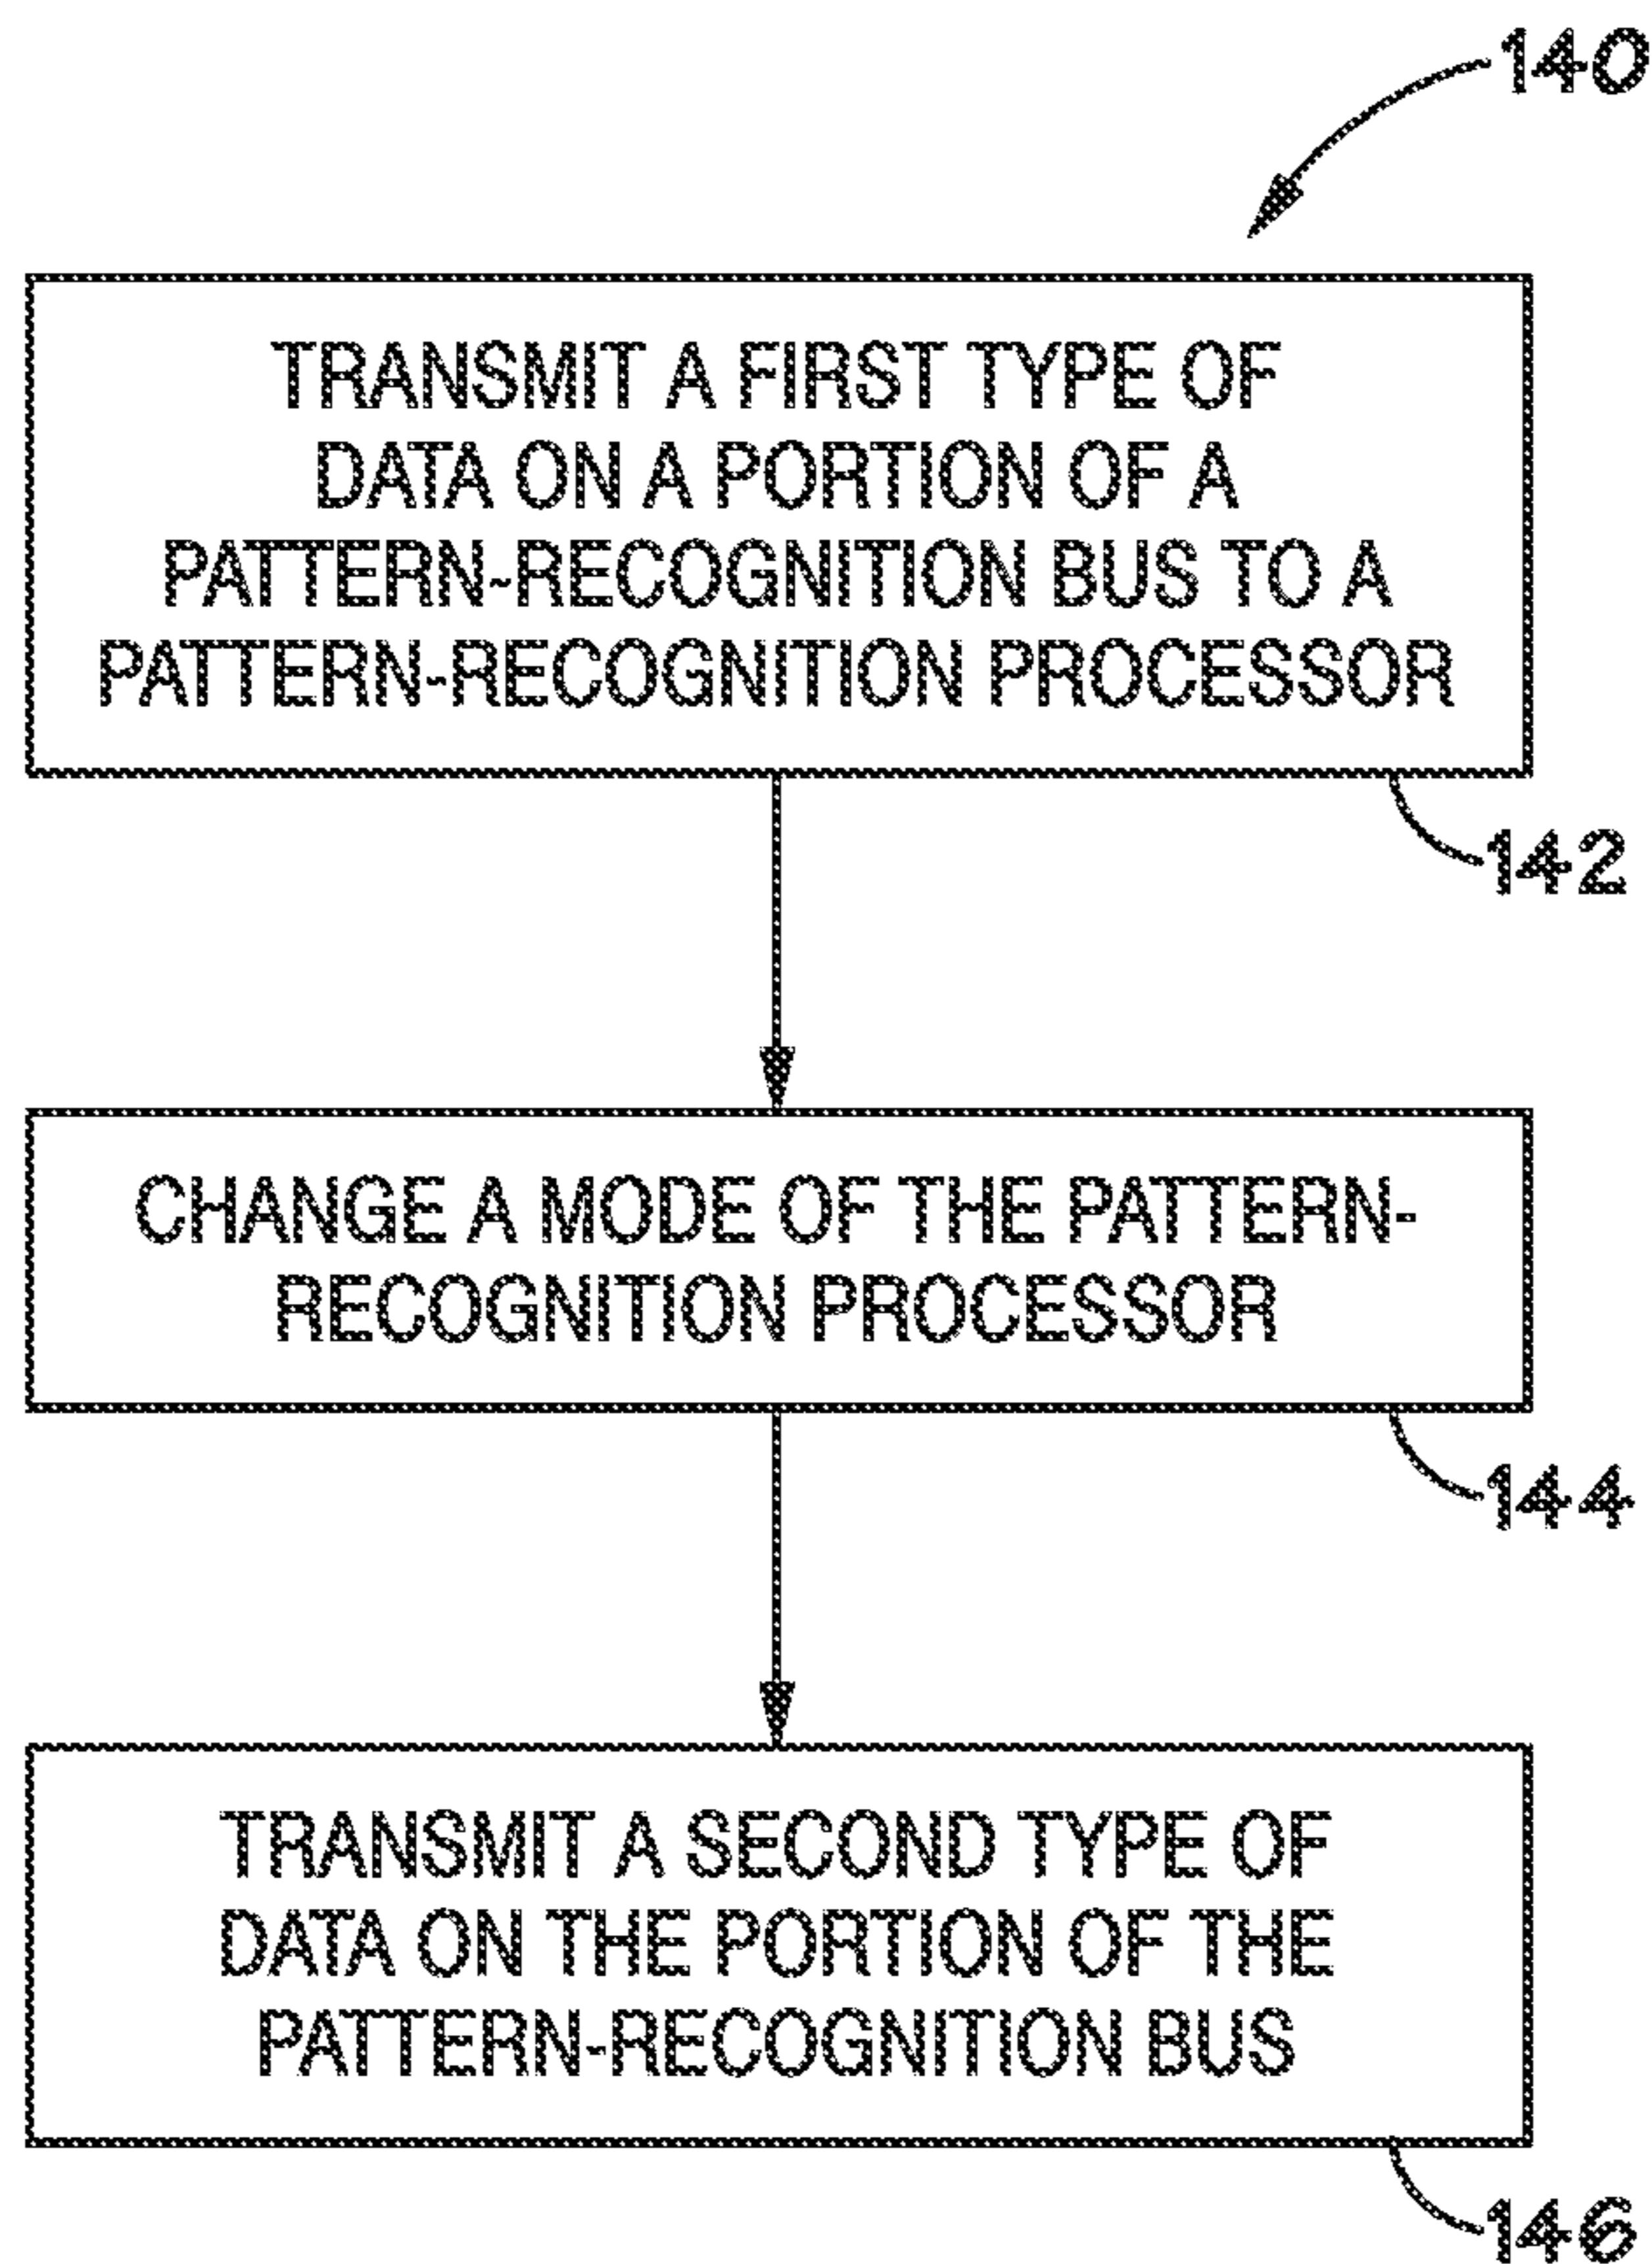 140
TRANSMIT A FIRST TYPE OF
DATA ON A PORTION OF A
PATTERN-RECOGNITION BUS TO A
PATTERN-RECOGNITION PROCESSOR
142
CHANGE A MODE OF THE PATTERN-
RECOGNITION PROCESSOR
144
TRANSMIT A SECOND TYPE OF
DATA ON THE PORTION OF THE
PATTERN-RECOGNITION BUS
146